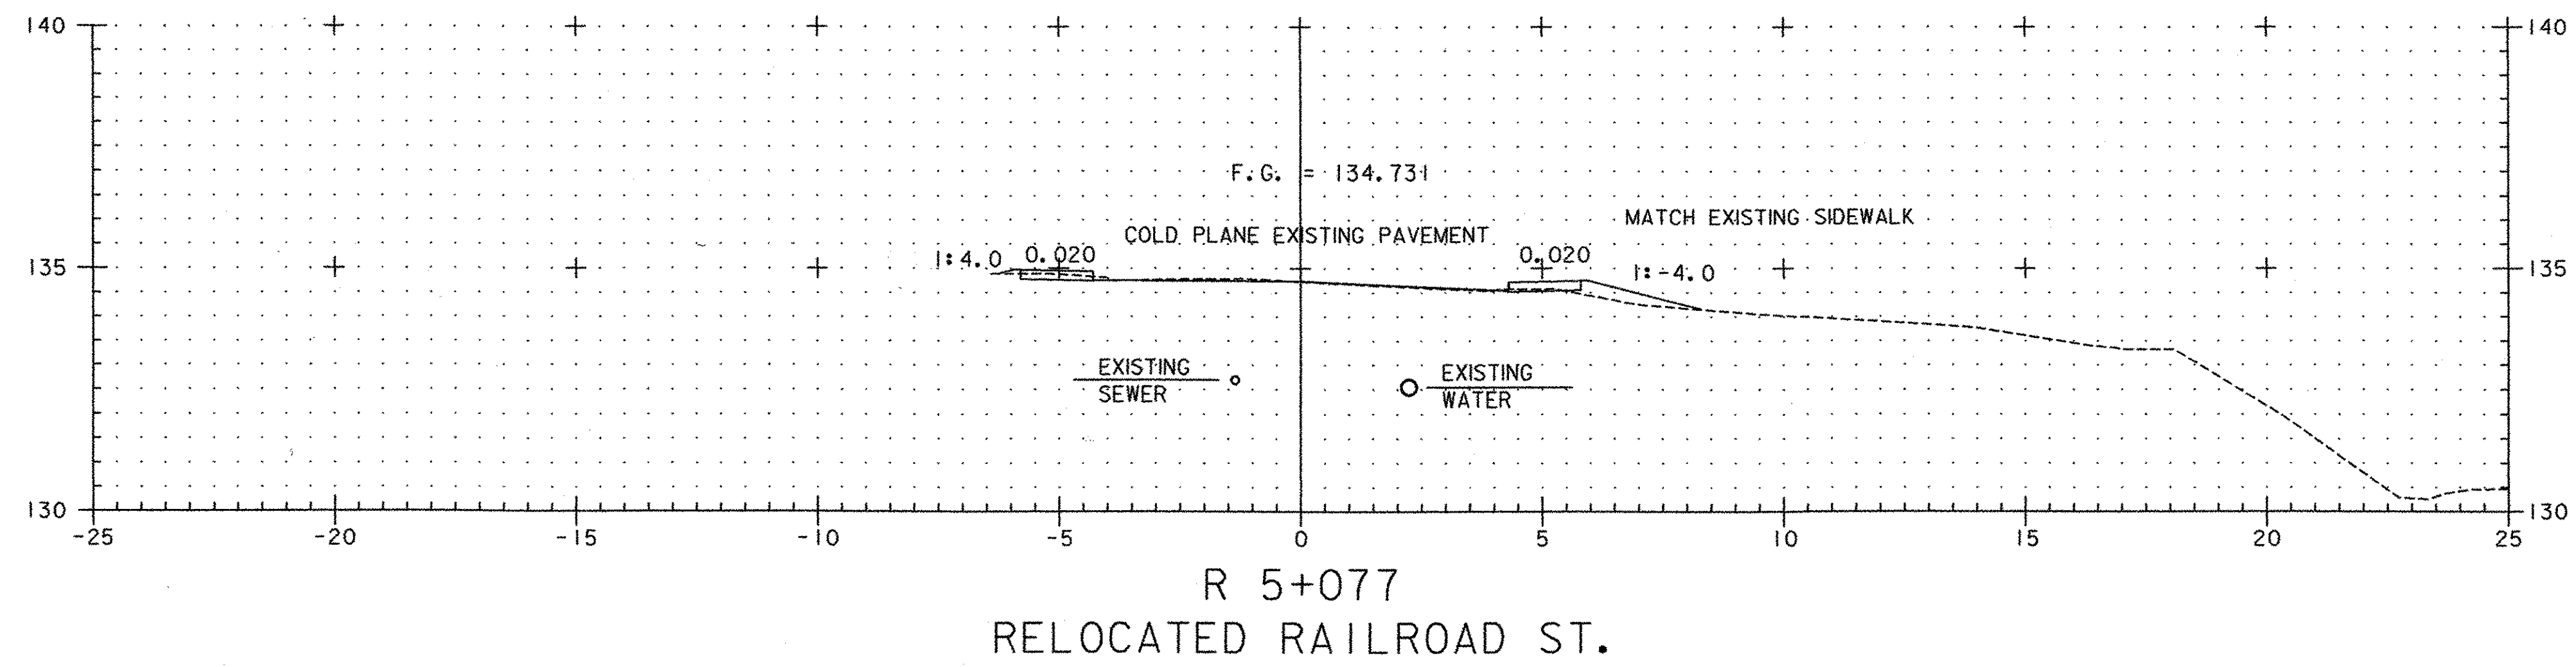 140
140
F.G. = 134.731
MATCH EXISTING SIDEWALK
COLD PLANE EXISTING PAVEMENT
1:4.0
0.020
0.020
1:-4.0
135
135
EXISTING
SEWER
EXISTING
WATER
130
130
-25 -20 -15 -10 -5 0 5 10 15 20 25
R 5+077
RELOCATED RAILROAD ST.